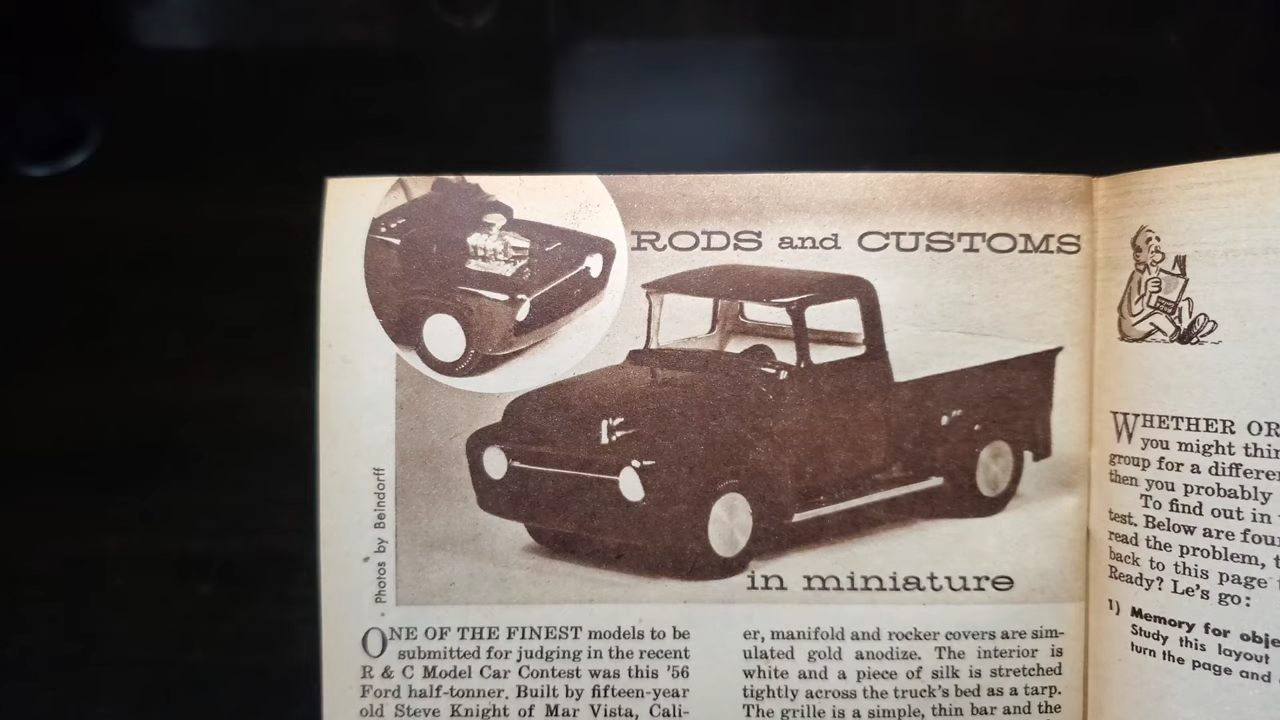 RODS and CUSTOMS
in miniature
Photos by Beindorff
ONE OF THE FINEST models to be
submitted for judging in the recent
R & C Model Car Contest was this '56
Ford half-tonner. Built by fifteen-year
old Steve Knight of Mar Vista, Cali-
er, manifold and rocker covers are sim-
ulated gold anodize. The interior is
white and a piece of silk is stretched
tightly across the truck's bed as a tarp.
The grille is a simple, thin bar and the
WHETHER OR
you might
group for a
then you probably
To find out in
test. Below are
read the problem,
back to this page
Ready? Le's go:
1) Memory for
Study this layout
turn the page and